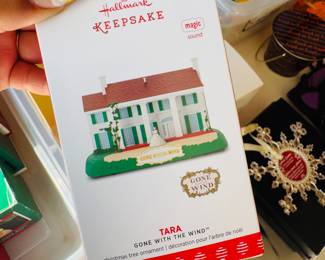 Hallmark
KEEPSAKE
magic
sound
GONE WITH THE WIND
GONE
WITH THE
WIND
TARA
GONE WITH THE WIND™
christmas tree ornament | décoration pour l'arbre de noël